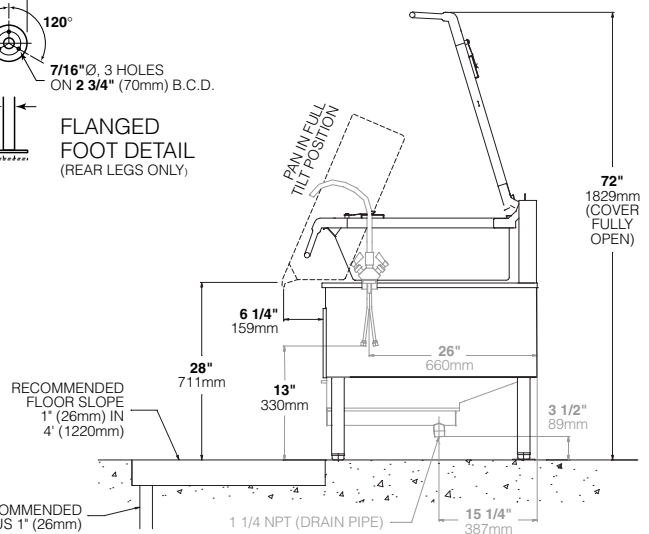 120°
7/16"Ø, 3 HOLES
ON 2 3/4" (70mm) B.C.D.
FLANGED
FOOT DETAIL
(REAR LEGS ONLY)
PAN IN FULL
TILT POSITION
72"
1829mm
(COVER
FULLY
OPEN)
6 1/4"
159mm
28"
711mm
13"
330mm
26"
660mm
3 1/2"
89mm
RECOMMENDED
FLOOR SLOPE
1" (26mm) IN
4' (1220mm)
1" (26mm)
1 1/4 NPT (DRAIN PIPE)
15 1/4"
387mm